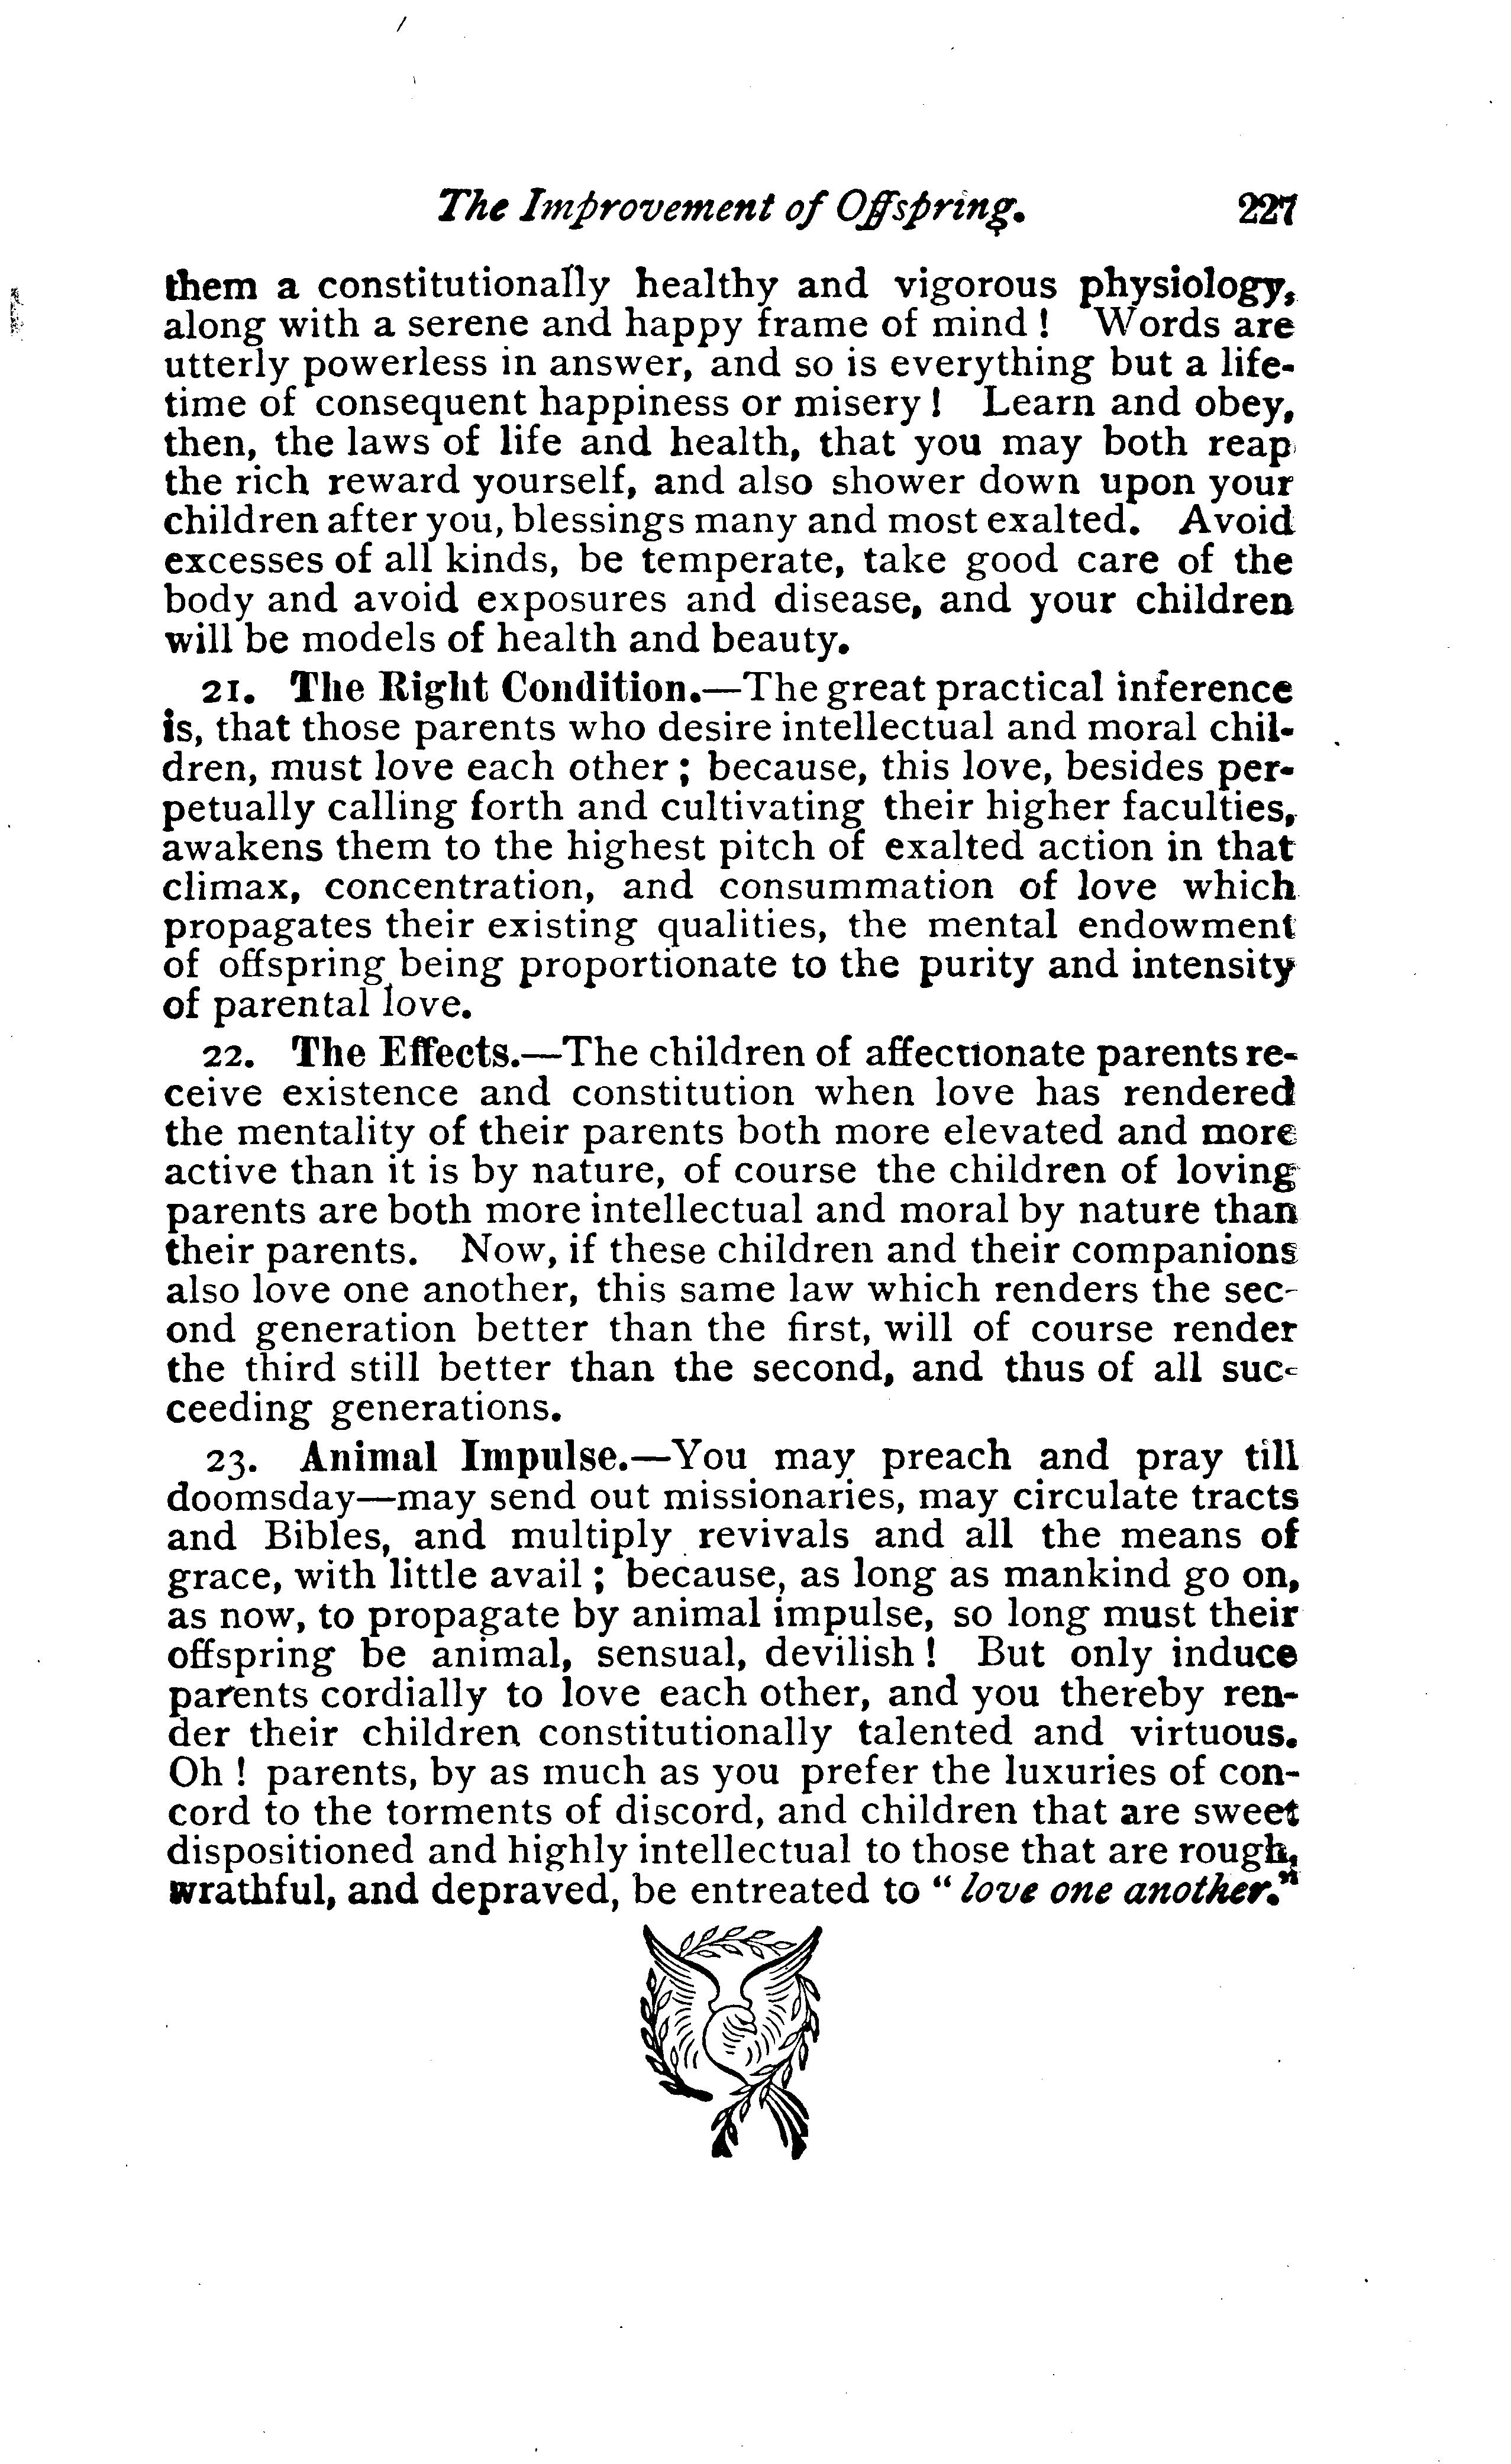 The Improvement of Offspring. 227
them a constitutionally healthy and vigorous physiology,
along with a serene and happy frame of mind ! Words are
utterly powerless in answer, and so is everything but a life-
time of consequent happiness or misery ! Learn and obey,
then, the laws of life and health, that you may both reap
the rich reward yourself, and also shower down upon your
children after you, blessings many and most exalted. Avoid
excesses of all kinds, be temperate, take good care of the
body and avoid exposures and disease, and your children
will be models of health and beauty.
21. The Right Condition.—The great practical inference
is, that those parents who desire intellectual and moral chil-
dren, must love each other ; because, this love, besides per-
petually calling forth and cultivating their higher faculties,
awakens them to the highest pitch of exalted action in that
climax, concentration, and consummation of love which
propagates their existing qualities, the mental endowment
of offspring being proportionate to the purity and intensity
of parental love.
22. The Effects.—The children of affectionate parents re-
ceive existence and constitution when love has rendered
the mentality of their parents both more elevated and more
active than it is by nature, of course the children of loving
parents are both more intellectual and moral by nature than
their parents. Now, if these children and their companions
also love one another, this same law which renders the sec-
ond generation better than the first, will of course render
the third still better than the second, and thus of all suc-
ceeding generations.
23. Animal Impulse.—You may preach and pray till
doomsday—may send out missionaries, may circulate tracts
and Bibles, and multiply revivals and all the means of
grace, with little avail ; because, as long as mankind go on,
as now, to propagate by animal impulse, so long must their
offspring be animal, sensual, devilish ! But only induce
parents cordially to love each other, and you thereby ren-
der their children constitutionally talented and virtuous.
Oh ! parents, by as much as you prefer the luxuries of con-
cord to the torments of discord, and children that are sweet
dispositioned and highly intellectual to those that are rough,
wrathful, and depraved, be entreated to " love one another."